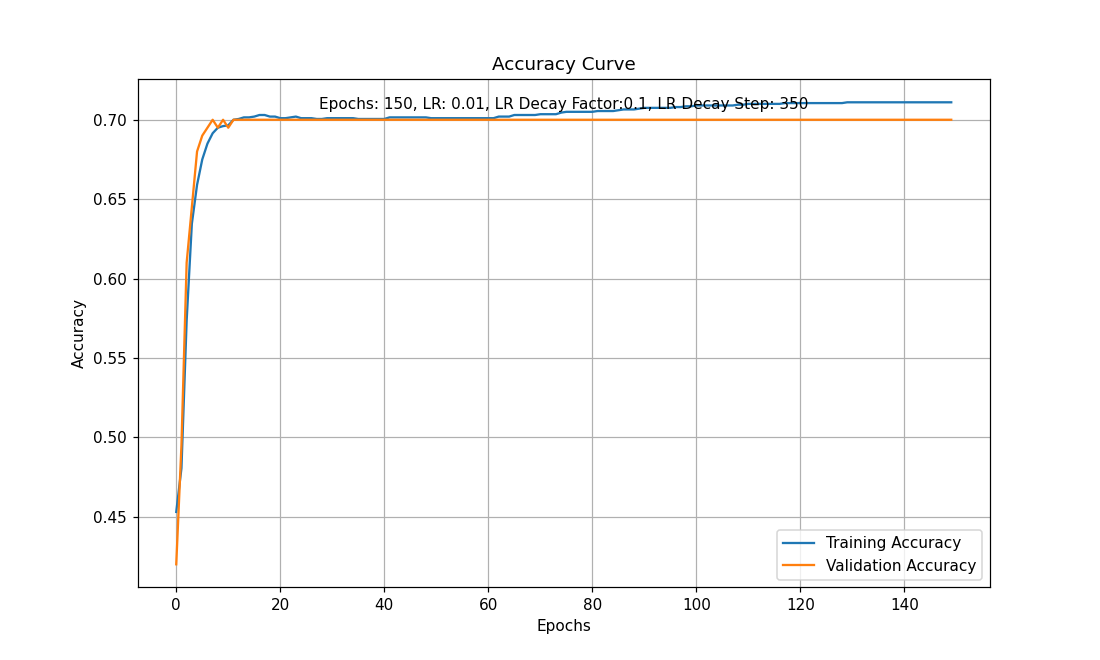 Accuracy Curve
Epochs: 150, LR: 0.01, LR Decay Factor:0.1, LR Decay Step: 350
0.70
0.65
0.60
0.55
0.50
0.45
Accuracy
0 20 40 60 80 100 120 140
Epochs
Training Accuracy
Validation Accuracy